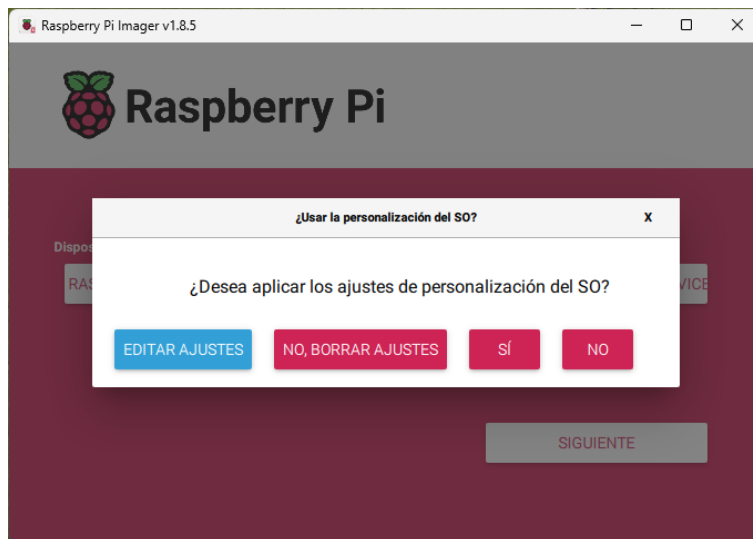 Raspberry Pi Imager v1.8.5
Raspberry Pi
¿Usar la personalización del SO? X
¿Desea aplicar los ajustes de personalización del SO?
EDITAR AJUSTES NO, BORRAR AJUSTES SÍ NO
SIGUIENTE